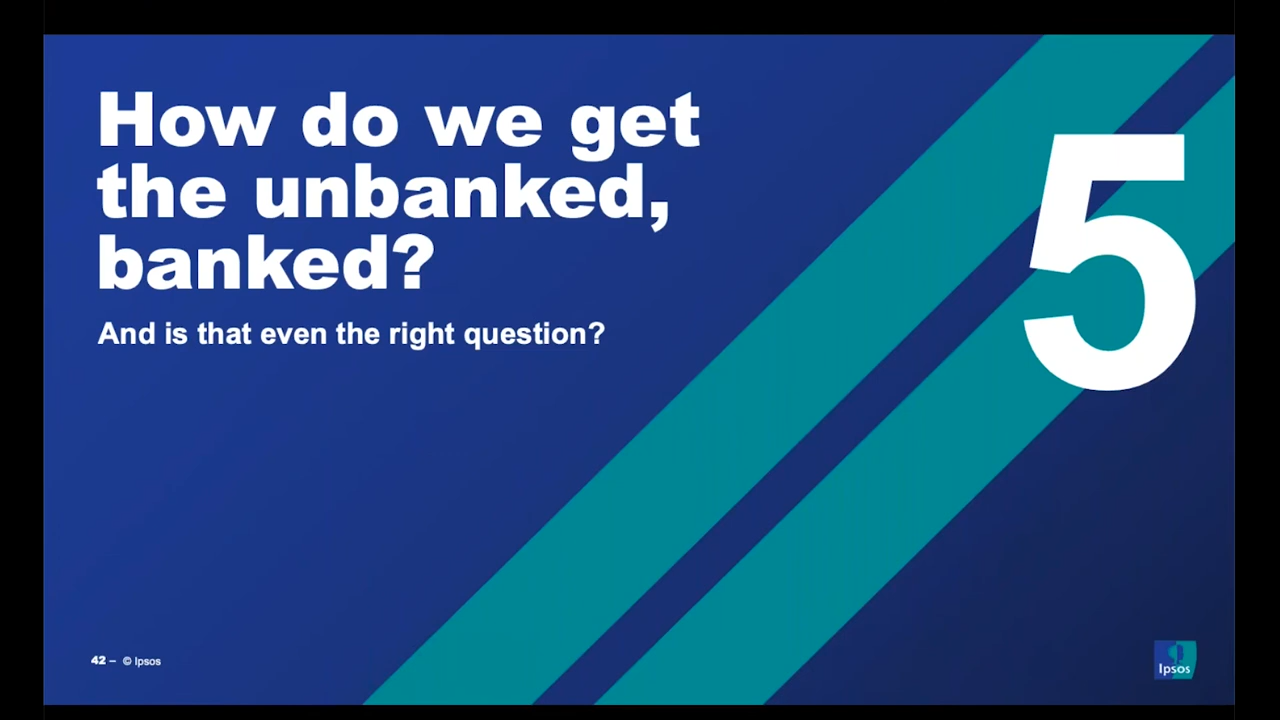 How do we get
the unbanked,
banked?
And is that even the right question?
5
42 – © Ipsos
Ipsos